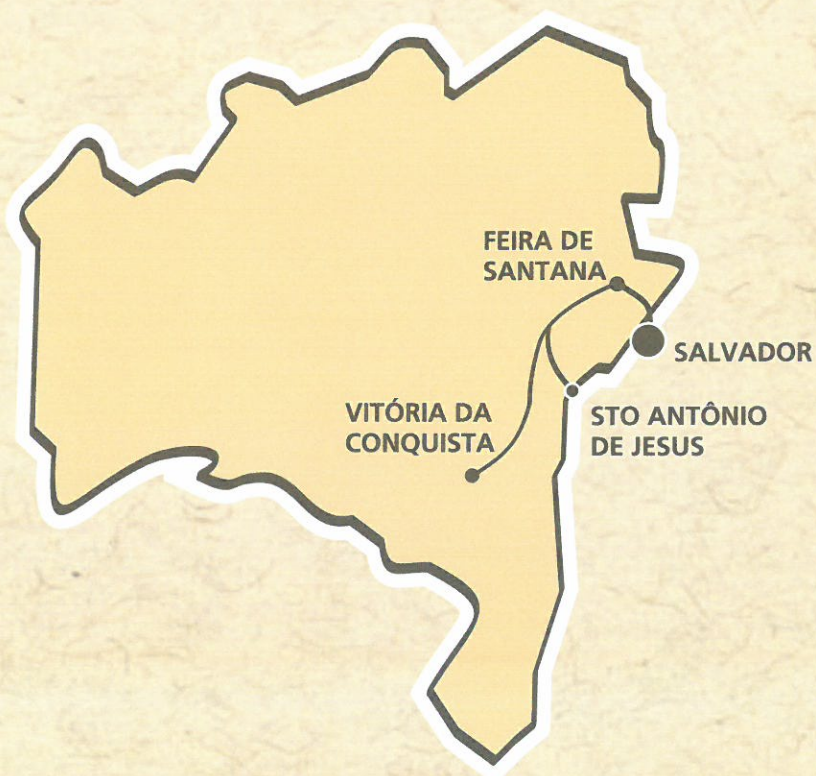 FEIRA DE
SANTANA
SALVADOR
VITÓRIA DA
CONQUISTA
STO ANTÔNIO
DE JESUS